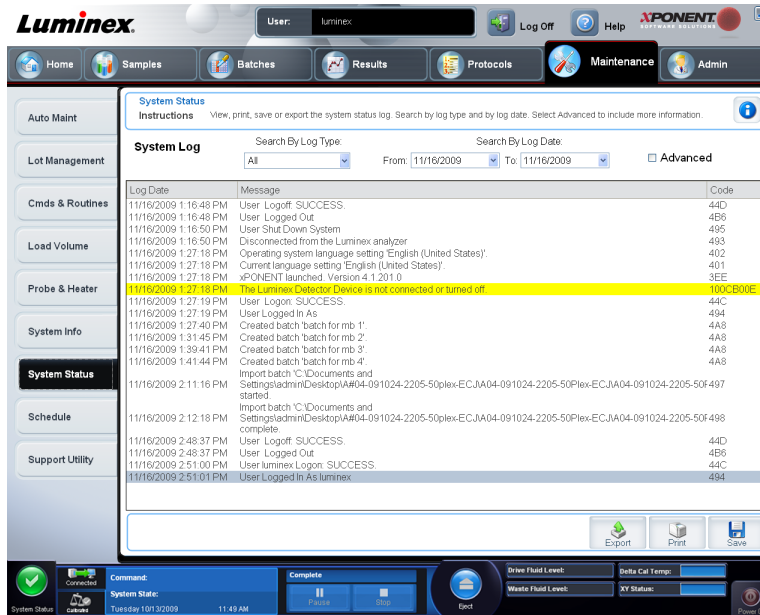 Luminex.
User: luminex
Log Off
Help
XPONENT.
SOFTWARE SOLUTIONS
Home
Samples
Batches
Results
Protocols
Maintenance
Admin
Auto Maint
Lot Management
Cmds & Routines
Load Volume
Probe & Heater
System Info
System Status
Schedule
Support Utility
System Status
Instructions View, print, save or export the system status log. Search by log type and by log date. Select Advanced to include more information.
System Log
Search By Log Type:
All
Search By Log Date:
From: 11/16/2009 To: 11/16/2009
Advanced
Log Date Message Code
11/16/2009 1:16:48 PM User Logoff: SUCCESS. 44D
11/16/2009 1:16:48 PM User Logged Out 4B6
11/16/2009 1:16:50 PM User Shut Down System 495
11/16/2009 1:16:50 PM Disconnected from the Luminex analyzer 493
11/16/2009 1:27:18 PM Operating system language setting 'English (United States)'. 402
11/16/2009 1:27:18 PM Current language setting 'English (United States)'. 401
11/16/2009 1:27:18 PM xPONENT launched. Version 4.1.201.0 3EE
11/16/2009 1:27:18 PM The Luminex Detector Device is not connected or turned off. 100CB00E
11/16/2009 1:27:19 PM User Logon: SUCCESS. 44C
11/16/2009 1:27:19 PM User Logged In As 494
11/16/2009 1:27:40 PM Created batch 'batch for mb 1'. 4A8
11/16/2009 1:31:45 PM Created batch 'batch for mb 2'. 4A8
11/16/2009 1:39:41 PM Created batch 'batch for mb 3'. 4A8
11/16/2009 1:41:44 PM Created batch 'batch for mb 4'. 4A8
Import batch 'C:\Documents and
11/16/2009 2:11:16 PM Settings\admin\Desktop\A#04-091024-2205-50plex-ECJ\A04-091024-2205-50Plex-ECJ\A04-091024-2205-50F 497
started.
Import batch 'C:\Documents and
11/16/2009 2:12:18 PM Settings\admin\Desktop\A#04-091024-2205-50plex-ECJ\A04-091024-2205-50Plex-ECJ\A04-091024-2205-50F 498
complete.
11/16/2009 2:48:37 PM User Logoff: SUCCESS. 44D
11/16/2009 2:48:37 PM User Logged Out 4B6
11/16/2009 2:51:00 PM User luminex Logon: SUCCESS. 44C
11/16/2009 2:51:01 PM User Logged In As luminex 494
Export
Print
Save
System Status
Connected
Calibrated
Command:
System State:
Tuesday 10/13/2009 11:49 AM
Complete
Pause
Stop
Eject
Drive Fluid Level:
Waste Fluid Level:
Delta Cal Temp:
XY Status:
Power